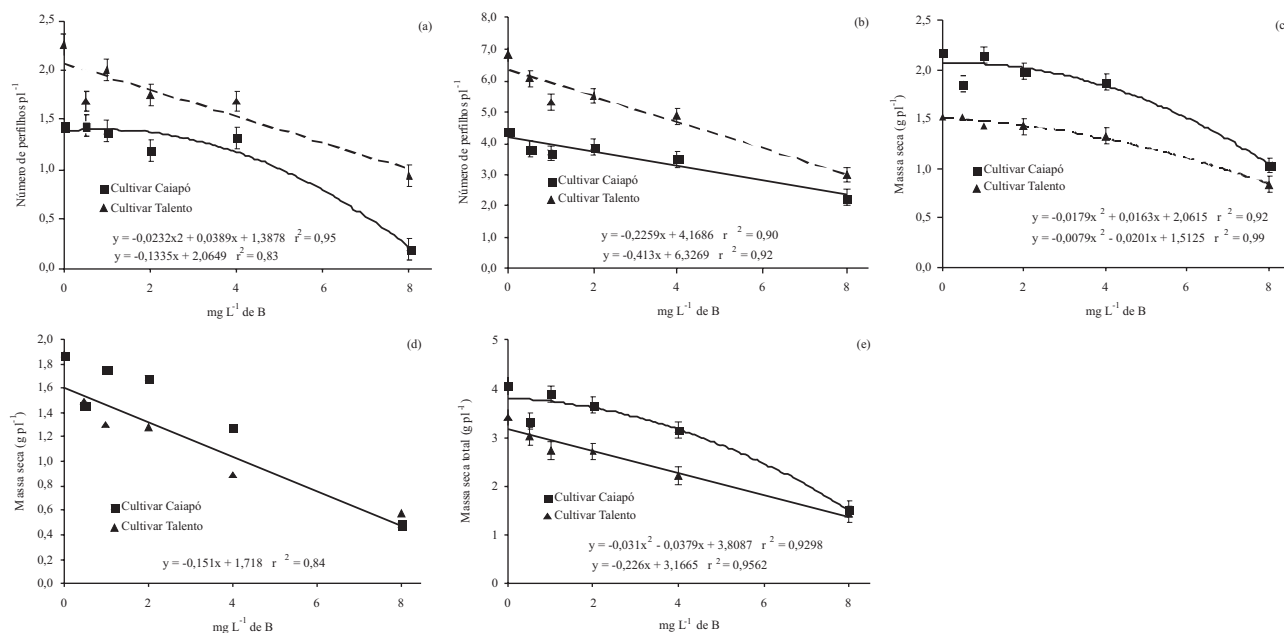 (a)
2,5
2,0
1,5
1,0
0,5
0,0
Número de perfilhos pl⁻¹
Cultivar Caiapó
Cultivar Talento
y = -0,0232x2 + 0,0389x + 1,3878 r² = 0,95
y = -0,1335x + 2,0649 r² = 0,83
0 2 4 6 8
mg L⁻¹ de B
(b)
8,0
7,0
6,0
5,0
4,0
3,0
2,0
1,0
0,0
Número de perfilhos pl⁻¹
Cultivar Caiapó
Cultivar Talento
y = -0,2259x + 4,1686 r² = 0,90
y = -0,413x + 6,3269 r² = 0,92
0 2 4 6 8
mg L⁻¹ de B
(c
2,5
2,0
1,5
1,0
0,5
0,0
Massa seca (g pl⁻¹)
Cultivar Caiapó
Cultivar Talento
y = -0,0179x² + 0,0163x + 2,0615 r² = 0,92
y = -0,0079x² - 0,0201x + 1,5125 r² = 0,99
0 2 4 6 8
mg L⁻¹ de B
(d)
2,0
1,8
1,6
1,4
1,2
1,0
0,8
0,6
0,4
0,2
0,0
Massa seca (g pl⁻¹)
Cultivar Caiapó
Cultivar Talento
y = -0,151x + 1,718 r² = 0,84
0 2 4 6 8
mg L⁻¹ de B
(e)
5
4
3
2
1
0
Massa seca total (g pl⁻¹)
Cultivar Caiapó
Cultivar Talento
y = -0,031x² - 0,0379x + 3,8087 r² = 0,9298
y = -0,226x + 3,1665 r² = 0,9562
0 2 4 6 8
mg L⁻¹ de B